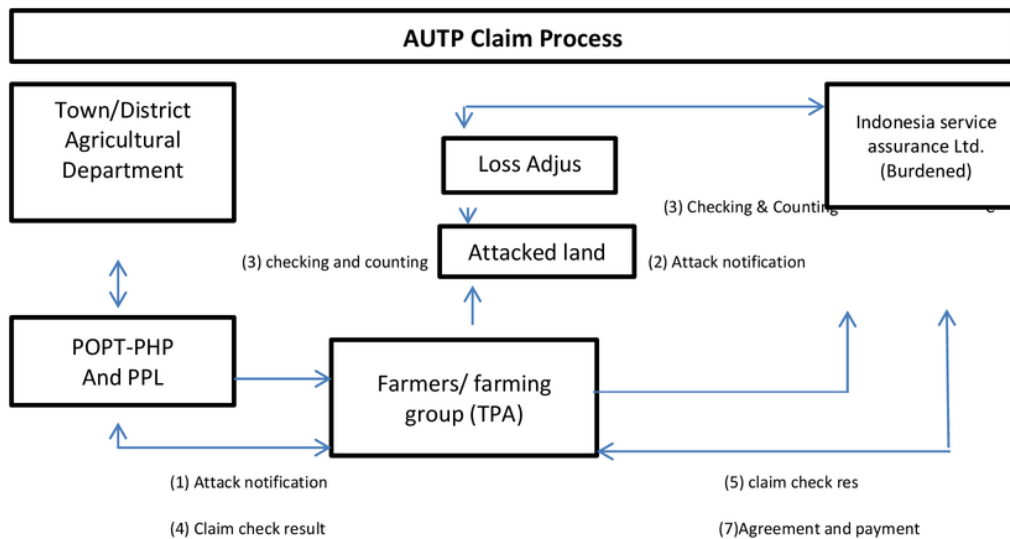 AUTP Claim Process
Town/District
Agricultural
Department
Indonesia service
assurance Ltd.
(Burdened)
Loss Adjus
(3) Checking & Counting
Attacked land
(3) checking and counting
(2) Attack notification
POPT-PHP
And PPL
Farmers/ farming
group (TPA)
(1) Attack notification
(5) claim check res
(4) Claim check result
(7)Agreement and payment